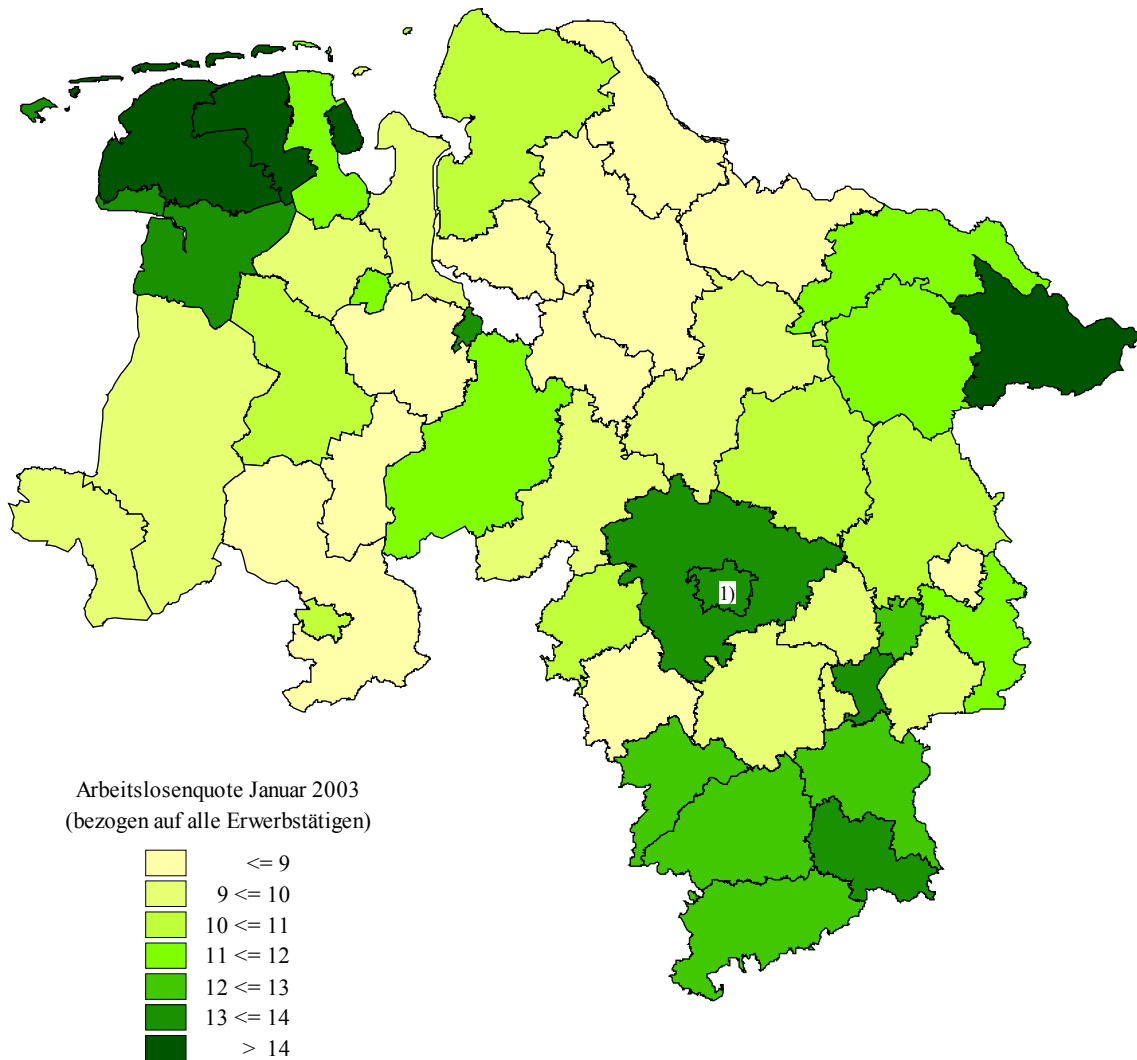 1)
Arbeitslosenquote Januar 2003
(bezogen auf alle Erwerbstätigen)
<= 9
9 <= 10
10 <= 11
11 <= 12
12 <= 13
13 <= 14
> 14